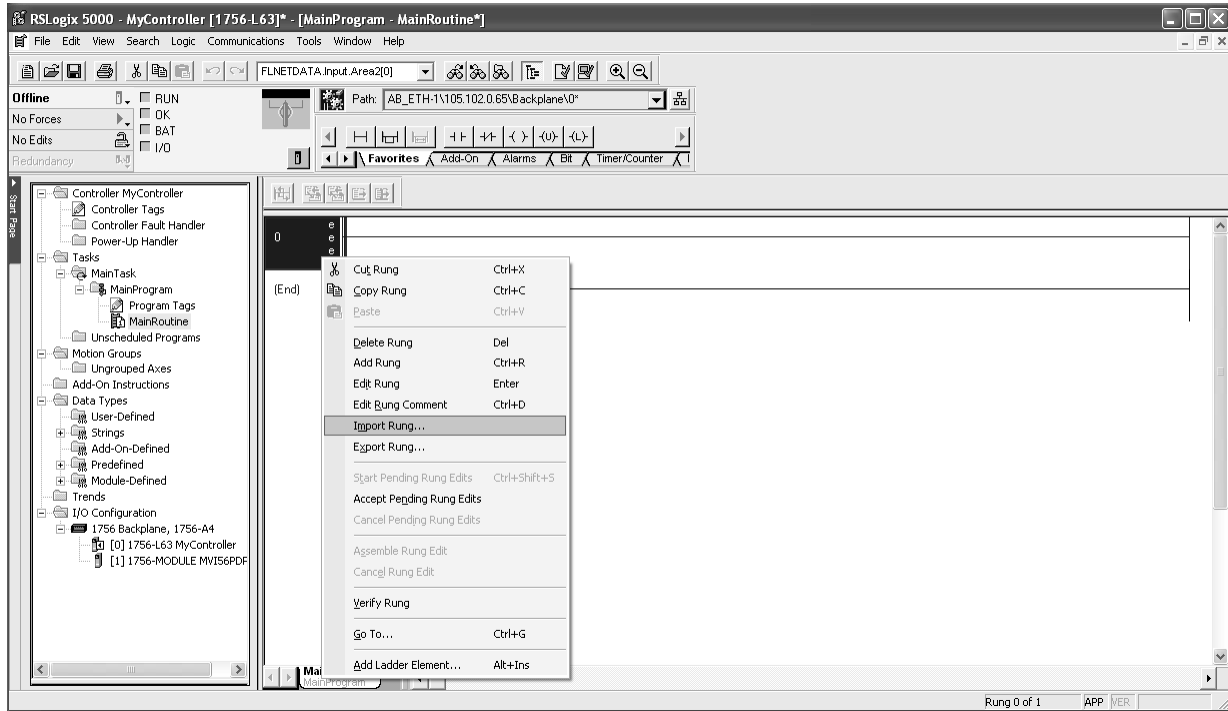 RSLogix 5000 - MyController [1756-L63]* - [MainProgram - MainRoutine*]
File Edit View Search Logic Communications Tools Window Help
FLNETDATA.Input.Area2[0]
Offline
RUN
No Forces
OK
BAT
No Edits
I/O
Redundancy
Path: AB_ETH-1\105.102.0.65\Backplane\0*
Favorites Add-On Alarms Bit Timer/Counter
Start Page
Controller MyController
Controller Tags
Controller Fault Handler
Power-Up Handler
Tasks
MainTask
MainProgram
Program Tags
MainRoutine
Unscheduled Programs
Motion Groups
Ungrouped Axes
Add-On Instructions
Data Types
User-Defined
Strings
Add-On-Defined
Predefined
Module-Defined
Trends
I/O Configuration
1756 Backplane, 1756-A4
[0] 1756-L63 MyController
[1] 1756-MODULE MVI56PDF
0
e
e
e
(End)
Cut Rung Ctrl+X
Copy Rung Ctrl+C
Paste Ctrl+V
Delete Rung Del
Add Rung Ctrl+R
Edit Rung Enter
Edit Rung Comment Ctrl+D
Import Rung...
Export Rung...
Start Pending Rung Edits Ctrl+Shift+S
Accept Pending Rung Edits
Cancel Pending Rung Edits
Assemble Rung Edit
Cancel Rung Edit
Verify Rung
Go To... Ctrl+G
Add Ladder Element... Alt+Ins
MainProgram
Rung 0 of 1 APP VER